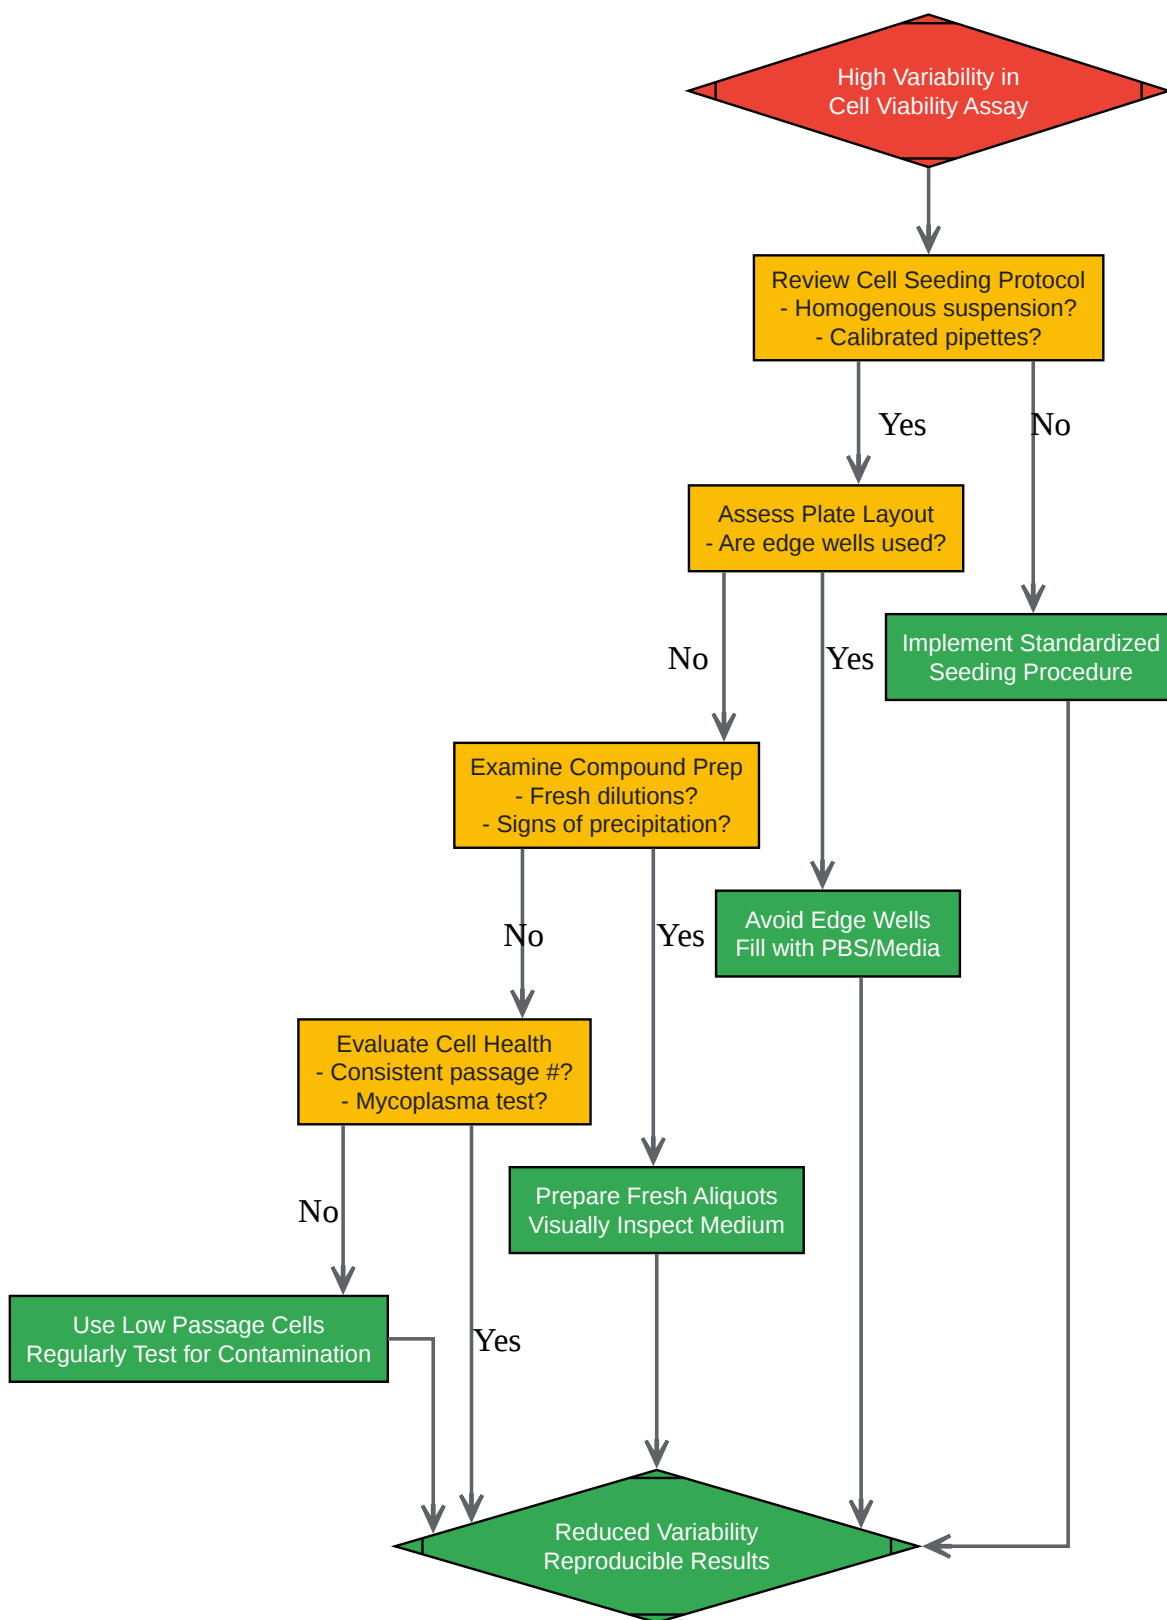 High Variability in
Cell Viability Assay
Review Cell Seeding Protocol
- Homogenous suspension?
- Calibrated pipettes?
Yes
No
Assess Plate Layout
- Are edge wells used?
No
Yes
Implement Standardized
Seeding Procedure
Examine Compound Prep
- Fresh dilutions?
- Signs of precipitation?
No
Yes
Avoid Edge Wells
Fill with PBS/Media
Evaluate Cell Health
- Consistent passage #?
- Mycoplasma test?
No
Yes
Prepare Fresh Aliquots
Visually Inspect Medium
Use Low Passage Cells
Regularly Test for Contamination
Reduced Variability
Reproducible Results